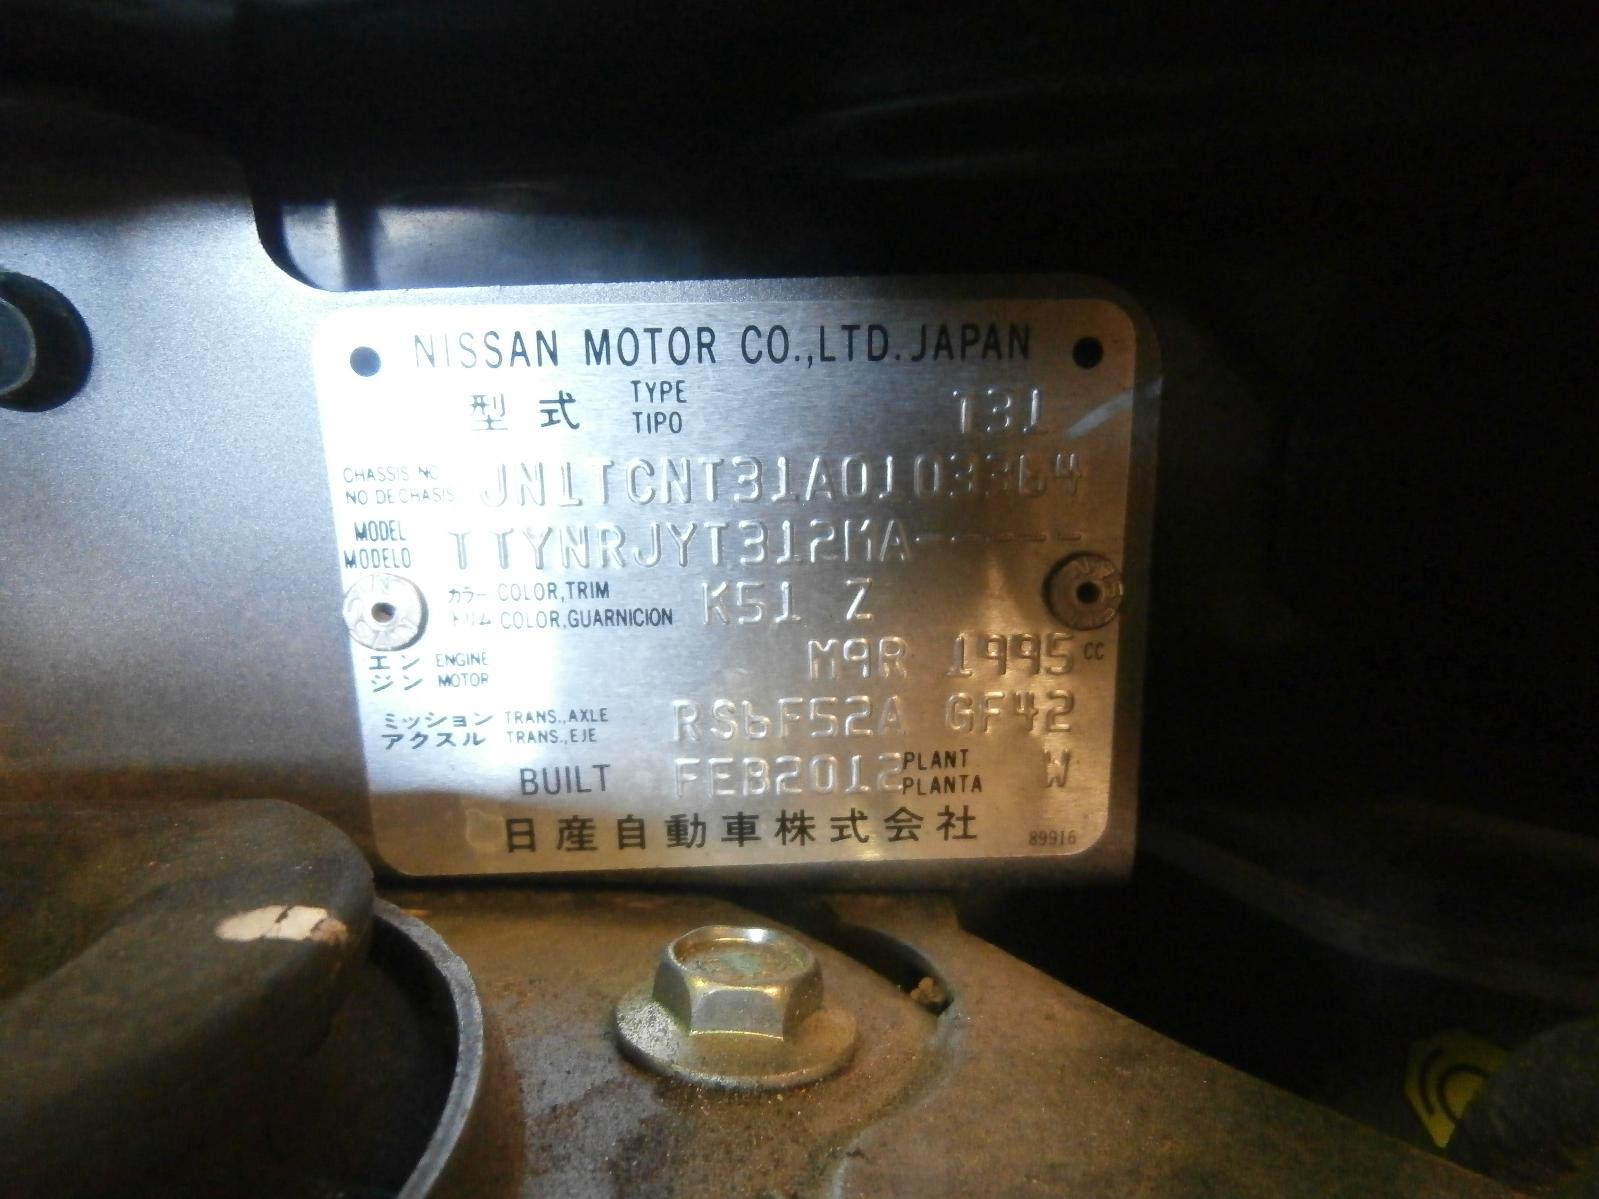 NISSAN MOTOR CO.,LTD. JAPAN
型式 TYPE TIPO T31
CHASSIS NO NO DE CHASIS JN1TCNT31A0103364
MODEL MODELO TTYNRJYT312MA-----
カラー トリム COLOR,TRIM COLOR,GUARNICION K51 Z
エンジン ENGINE MOTOR M9R 1995 CC
ミッション アクスル TRANS.,AXLE TRANS.,EJE RS6F52A GF42
BUILT FEB2012 PLANT PLANTA W
日産自動車株式会社 89916